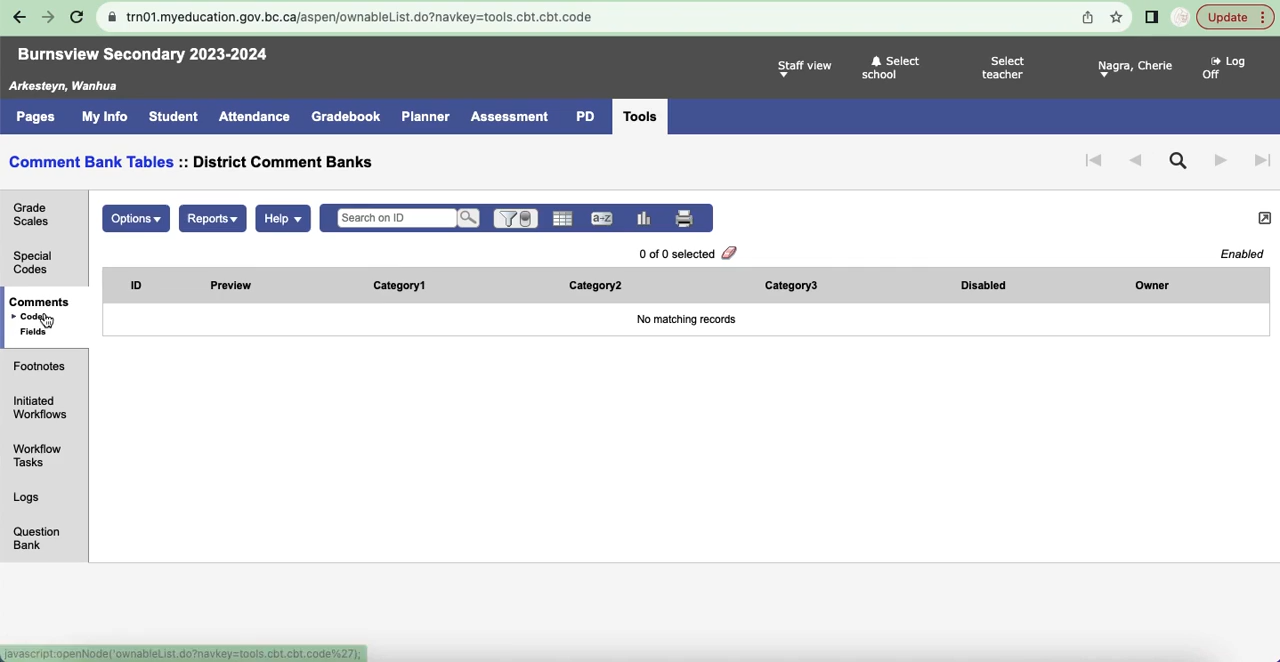 trn01.myeducation.gov.bc.ca/aspen/ownableList.do?navkey=tools.cbt.cbt.code
Update
Burnsview Secondary 2023-2024
Arkesteyn, Wanhua
Staff view
Select school
Select teacher
Nagra, Cherie
Log Off
Pages My Info Student Attendance Gradebook Planner Assessment PD Tools
Comment Bank Tables :: District Comment Banks
Grade
Scales
Special
Codes
Comments
Fields
Footnotes
Initiated
Workflows
Workflow
Tasks
Logs
Question
Bank
Options Reports Help Search on ID a-z
0 of 0 selected Enabled
ID Preview Category1 Category2 Category3 Disabled Owner
No matching records
javascript:openNode('ownableList.do?navkey=tools.cbt.cbt.code%27);